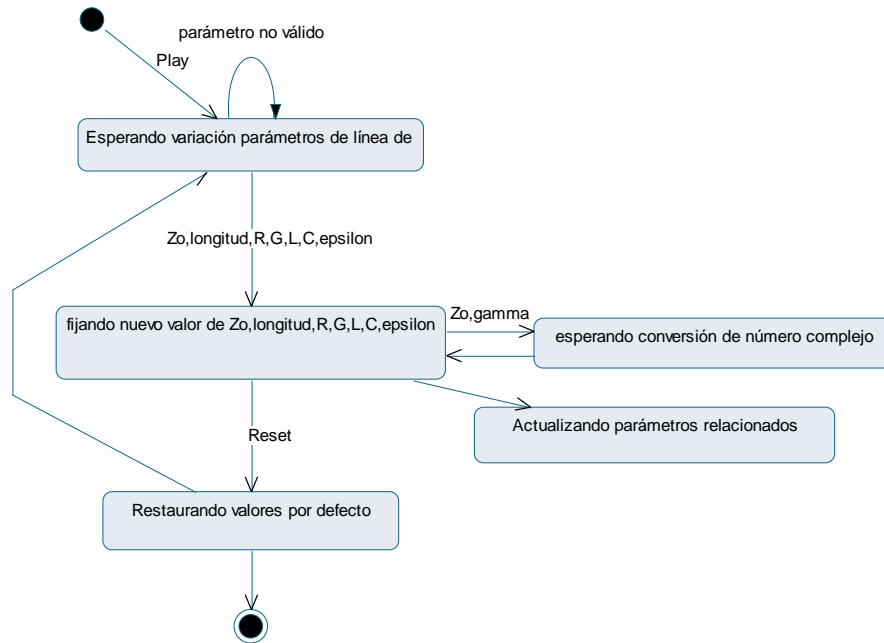 parámetro no válido
Play
Esperando variación parámetros de línea de
Zo,longitud,R,G,L,C,epsilon
fijando nuevo valor de Zo,longitud,R,G,L,C,epsilon
Zo,gamma
esperando conversión de número complejo
Actualizando parámetros relacionados
Reset
Restaurando valores por defecto